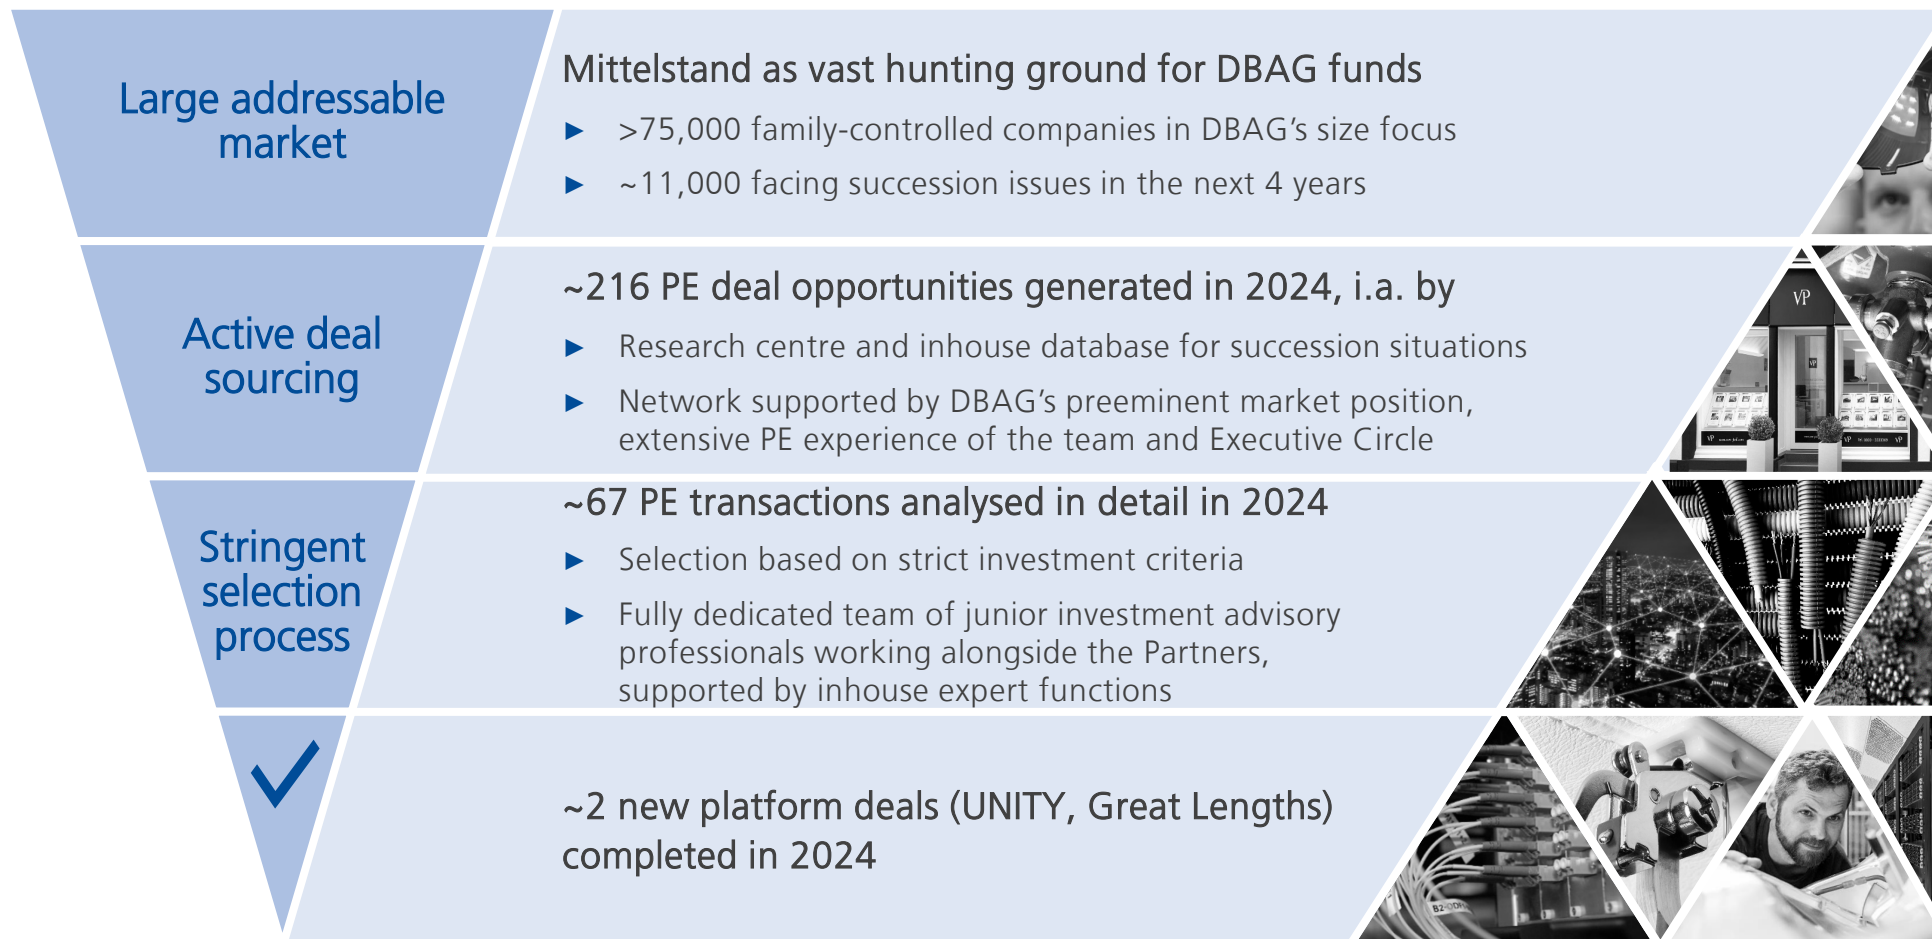 Large addressable
market
Mittelstand as vast hunting ground for DBAG funds
► >75,000 family-controlled companies in DBAG’s size focus
► ~11,000 facing succession issues in the next 4 years
Active deal
sourcing
~216 PE deal opportunities generated in 2024, i.a. by
► Research centre and inhouse database for succession situations
► Network supported by DBAG’s preeminent market position,
extensive PE experience of the team and Executive Circle
VP
VP
VP
VP
VP
Stringent
selection
process
~67 PE transactions analysed in detail in 2024
► Selection based on strict investment criteria
► Fully dedicated team of junior investment advisory
professionals working alongside the Partners,
supported by inhouse expert functions
~2 new platform deals (UNITY, Great Lengths)
completed in 2024